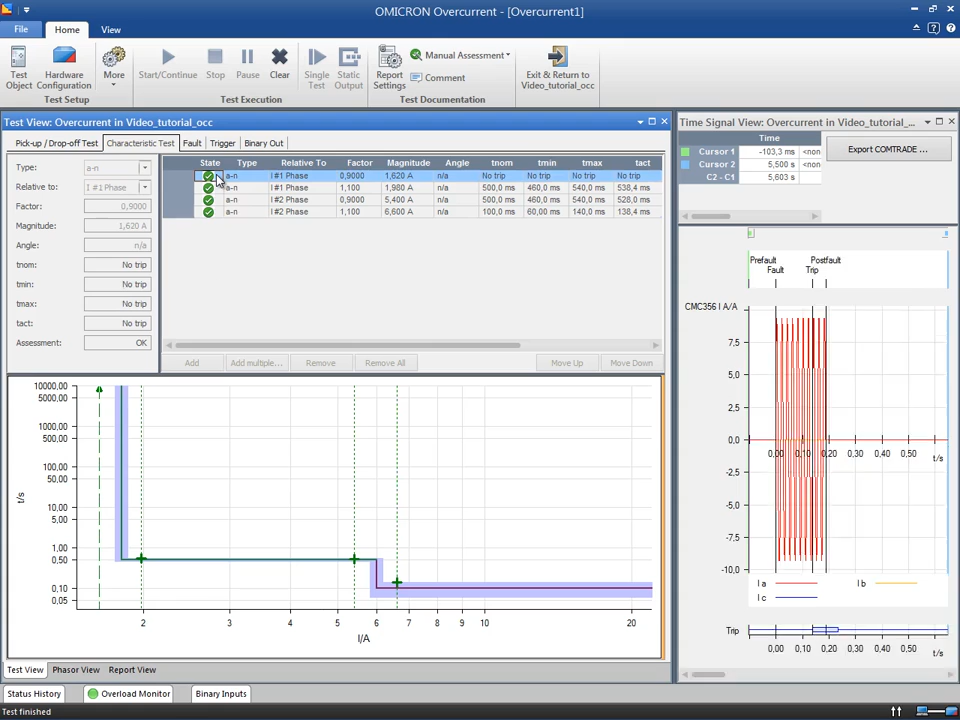 OMICRON Overcurrent - [Overcurrent1]
File Home View
Test Object
Hardware Configuration
More
Test Setup
Start/Continue Stop Pause Clear
Single Test
Static Output
Test Execution
Report Settings
Manual Assessment
Comment
Test Documentation
Exit & Return to Video_tutorial_occ
Test View: Overcurrent in Video_tutorial_occ
Pick-up / Drop-off Test Characteristic Test Fault Trigger Binary Out
Type: a-n
Relative to: I #1 Phase
Factor: 0,9000
Magnitude: 1,620 A
Angle: n/a
tnom: No trip
tmin: No trip
tmax: No trip
tact: No trip
Assessment: OK
State Type Relative To Factor Magnitude Angle tnom tmin tmax tact
a-n I #1 Phase 0,9000 1,620 A n/a No trip No trip No trip No trip
a-n I #1 Phase 1,100 1,980 A n/a 500,0 ms 460,0 ms 540,0 ms 538,4 ms
a-n I #2 Phase 0,9000 5,400 A n/a 500,0 ms 460,0 ms 540,0 ms 528,0 ms
a-n I #2 Phase 1,100 6,600 A n/a 100,0 ms 60,00 ms 140,0 ms 138,4 ms
Add Add multiple... Remove Remove All Move Up Move Down
10000,00
5000,00
1000,00
500,00
100,00
50,00
10,00
5,00
1,00
0,50
0,10
0,05
t/s
2 3 4 5 6 7 8 9 10 20
I/A
Test View Phasor View Report View
Time Signal View: Overcurrent in Video_tutorial_...
Time
Cursor 1 -103,3 ms <non
Cursor 2 5,500 s <non
C2 - C1 5,603 s
Export COMTRADE ...
Prefault Postfault
Fault Trip
CMC356 I A/A
7,5
5,0
2,5
0,0
-2,5
-5,0
-7,5
-10,0
0,00 0,10 0,20 0,30 0,40 0,50
t/s
I a I b
I c
Trip
0,00 0,10 0,20 0,30 0,40 0,50
t/s
Status History Overload Monitor Binary Inputs
Test finished